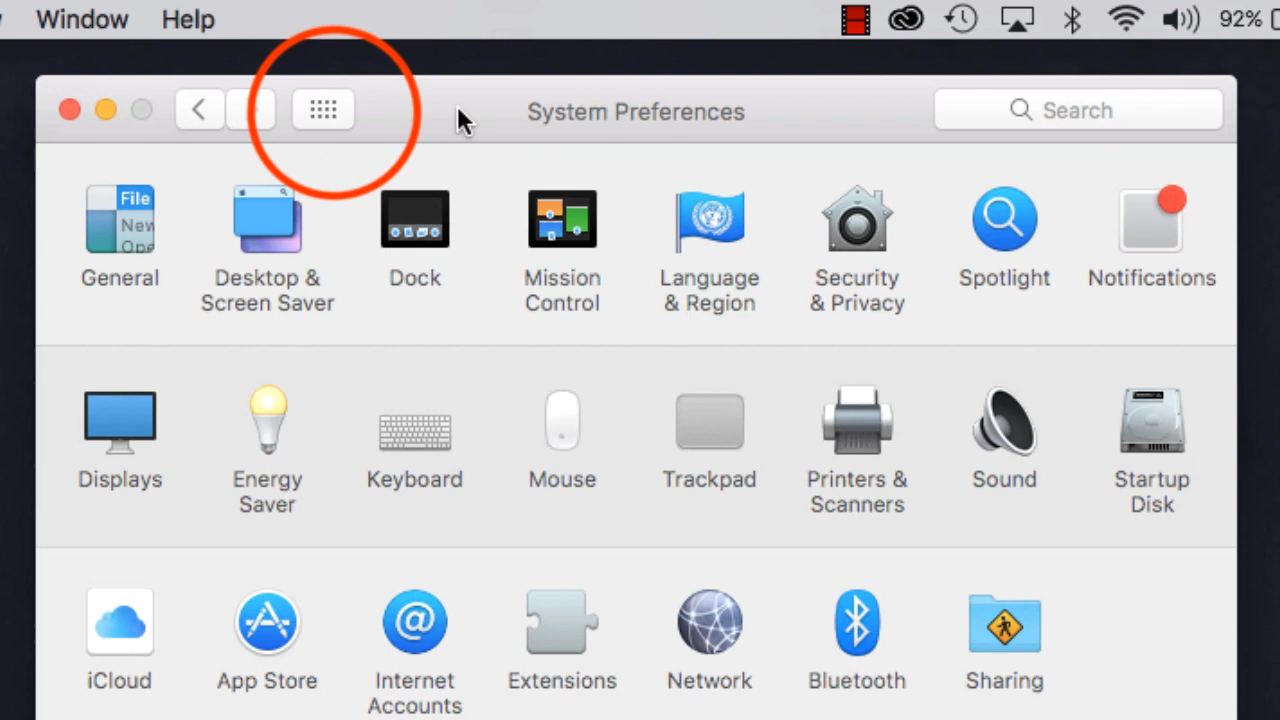 Window Help 92%
System Preferences Search
File
New
Ope
General Desktop & Screen Saver Dock Mission Control Language & Region Security & Privacy Spotlight Notifications
Displays Energy Saver Keyboard Mouse Trackpad Printers & Scanners Sound Startup Disk
iCloud App Store Internet Accounts Extensions Network Bluetooth Sharing